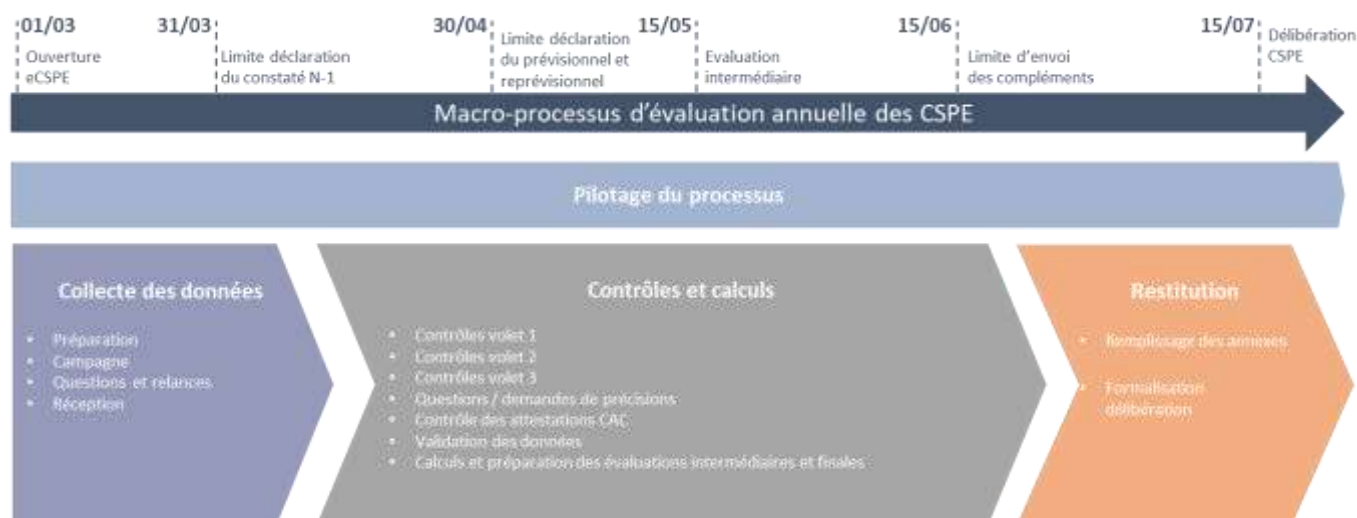 01/03
Ouverture
eCSPE
31/03
Limite déclaration
du constaté N-1
30/04
Limite déclaration
du prévisionnel et
reprévisionnel
15/05
Evaluation
intermédiaire
15/06
Limite d'envoi
des compléments
15/07
Délibération
CSPE
Macro-processus d'évaluation annuelle des CSPE
Pilotage du processus
Collecte des données
• Préparation
• Campagne
• Questions et relances
• Réception
Contrôles et calculs
• Contrôles volet 1
• Contrôles volet 2
• Contrôles volet 3
• Questions / demandes de précisions
• Contrôle des attestations CAC
• Validation des données
• Calculs et préparation des évaluations intermédiaires et finales
Restitution
• Remplissage des annexes
• Formalisation
délibération